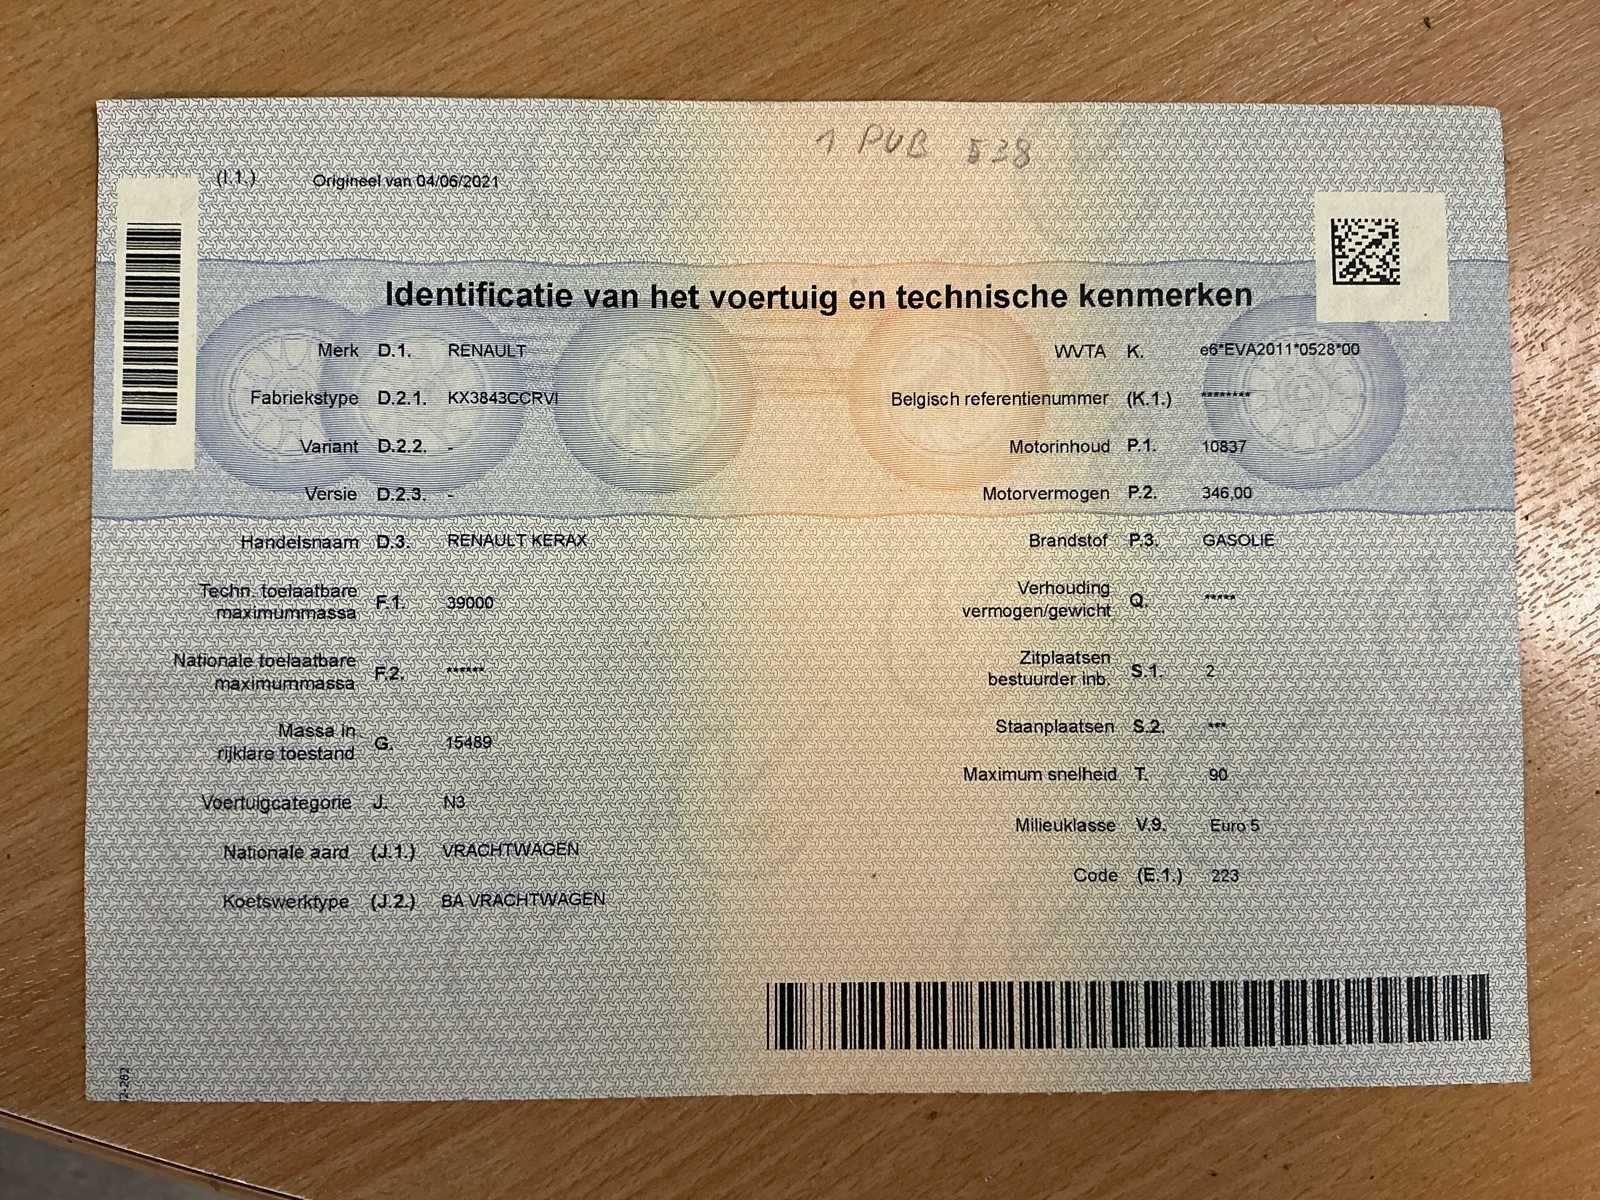 1 PUB 538
(I.1.) Origineel van 04/06/2021
Identificatie van het voertuig en technische kenmerken
Merk D.1. RENAULT
Fabriekstype D.2.1. KX3843CCRVI
Variant D.2.2. -
Versie D.2.3. -
Handelsnaam D.3. RENAULT KERAX
Techn. toelaatbare
maximummassa F.1. 39000
Nationale toelaatbare
maximummassa F.2. ******
Massa in
rijklare toestand G. 15489
Voertuigcategorie J. N3
Nationale aard (J.1.) VRACHTWAGEN
Koetswerktype (J.2.) BA VRACHTWAGEN
WVTA K. e6*EVA2011*0528*00
Belgisch referentienummer (K.1.) ********
Motorinhoud P.1. 10837
Motorvermogen P.2. 346,00
Brandstof P.3. GASOLIE
Verhouding
vermogen/gewicht Q. *****
Zitplaatsen
bestuurder inb. S.1. 2
Staanplaatsen S.2. ***
Maximum snelheid T. 90
Milieuklasse V.9. Euro 5
Code (E.1.) 223